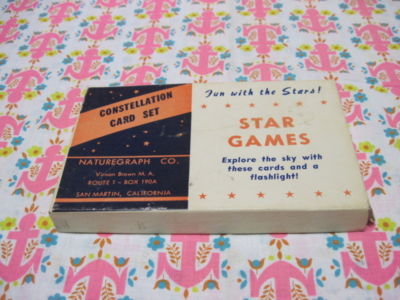 CONSTELLATION
CARD SET
NATUREGRAPH CO.
Vinson Brown M. A.
ROUTE 1 - BOX 190A
SAN MARTIN, CALIFORNIA
Fun with the Stars!
STAR
GAMES
Explore the sky with
these cards and a
flashlight!